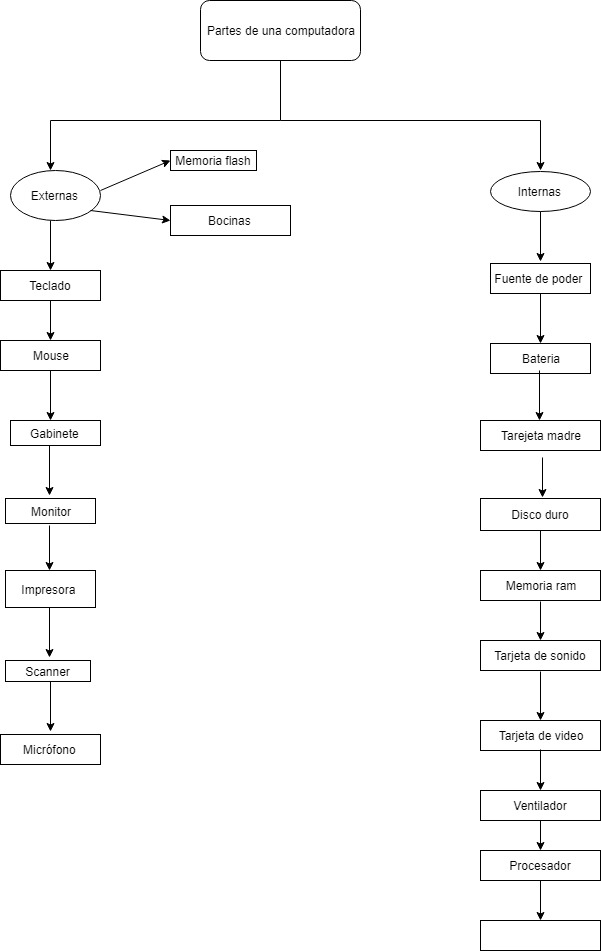 Partes de una computadora
Externas
Memoria flash
Bocinas
Teclado
Mouse
Gabinete
Monitor
Impresora
Scanner
Micrófono
Internas
Fuente de poder
Bateria
Tarejeta madre
Disco duro
Memoria ram
Tarjeta de sonido
Tarjeta de video
Ventilador
Procesador